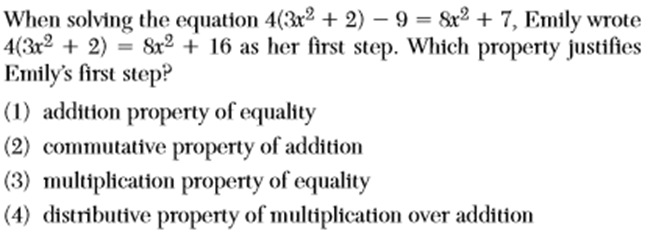 When solving the equation 4(3x² + 2) – 9 = 8x² + 7, Emily wrote
4(3x² + 2) = 8x² + 16 as her first step. Which property justifies
Emily's first step?
(1) addition property of equality
(2) commutative property of addition
(3) multiplication property of equality
(4) distributive property of multiplication over addition